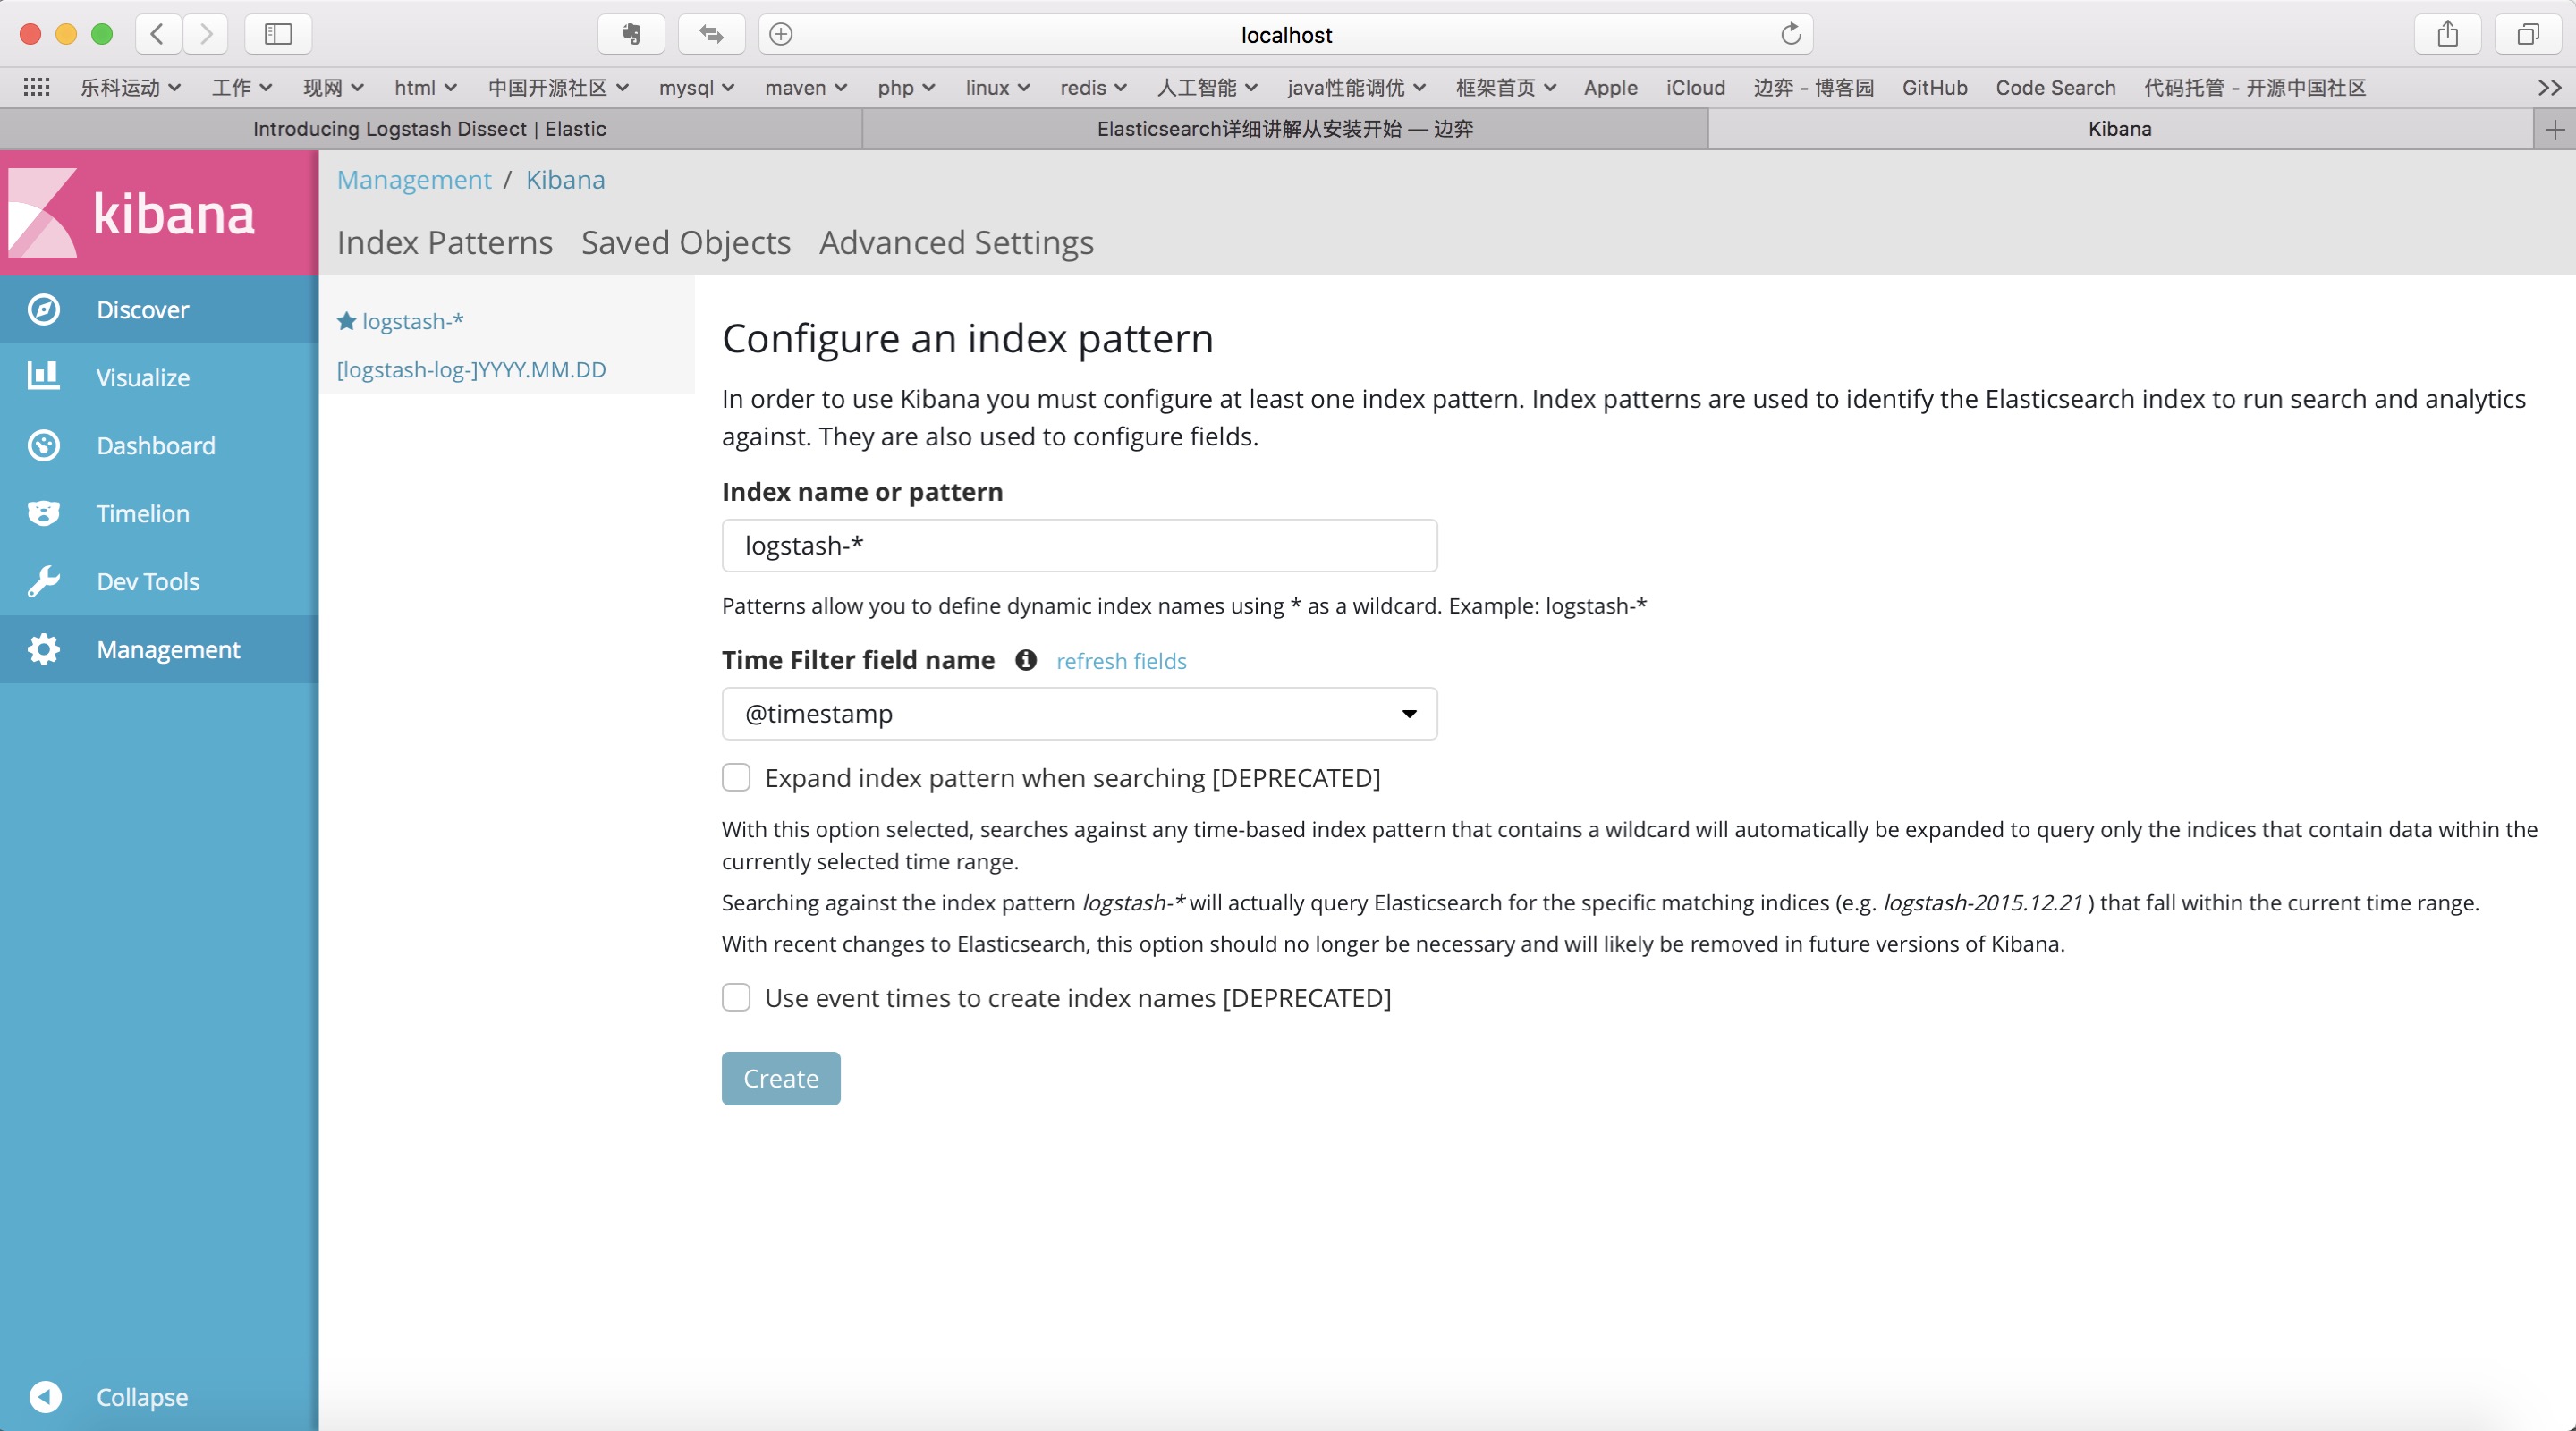 localhost
乐科运动 工作 现网 html 中国开源社区 mysql maven php linux redis 人工智能 java性能调优 框架首页 Apple iCloud 边弈 - 博客园 GitHub Code Search 代码托管 - 开源中国社区
Introducing Logstash Dissect | Elastic Elasticsearch详细讲解从安装开始 — 边弈 Kibana
kibana
Management / Kibana
Index Patterns Saved Objects Advanced Settings
Discover
Visualize
Dashboard
Timelion
Dev Tools
Management
Collapse
logstash-*
[logstash-log-]YYYY.MM.DD
Configure an index pattern
In order to use Kibana you must configure at least one index pattern. Index patterns are used to identify the Elasticsearch index to run search and analytics
against. They are also used to configure fields.
Index name or pattern
logstash-*
Patterns allow you to define dynamic index names using * as a wildcard. Example: logstash-*
Time Filter field name refresh fields
@timestamp
Expand index pattern when searching [DEPRECATED]
With this option selected, searches against any time-based index pattern that contains a wildcard will automatically be expanded to query only the indices that contain data within the
currently selected time range.
Searching against the index pattern logstash-* will actually query Elasticsearch for the specific matching indices (e.g. logstash-2015.12.21 ) that fall within the current time range.
With recent changes to Elasticsearch, this option should no longer be necessary and will likely be removed in future versions of Kibana.
Use event times to create index names [DEPRECATED]
Create